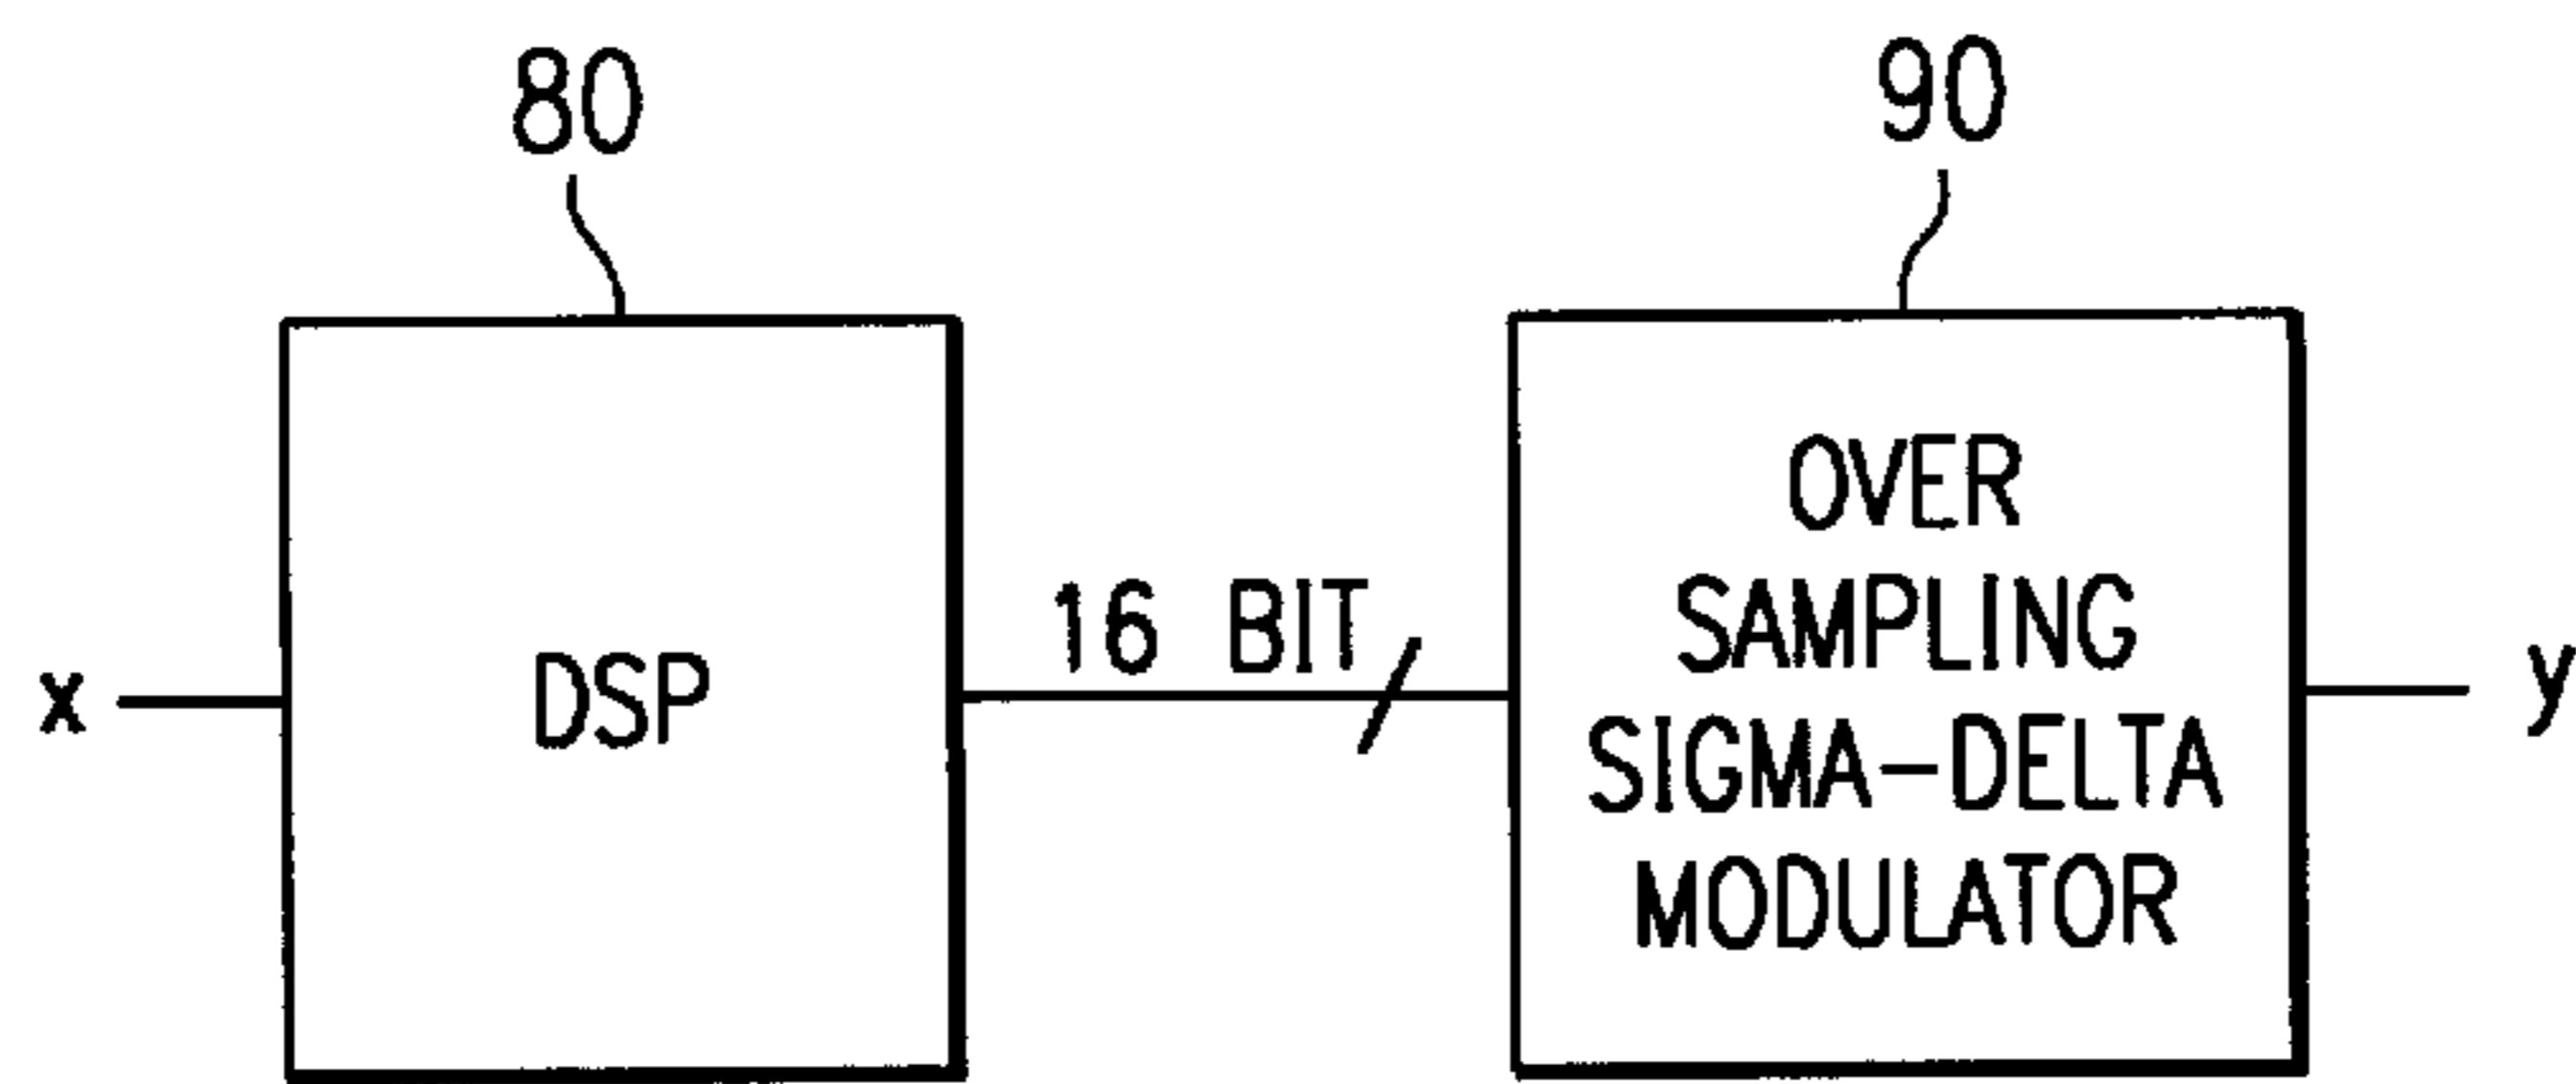 80
90
x
DSP
16 BIT
OVER
SAMPLING
SIGMA-DELTA
MODULATOR
y